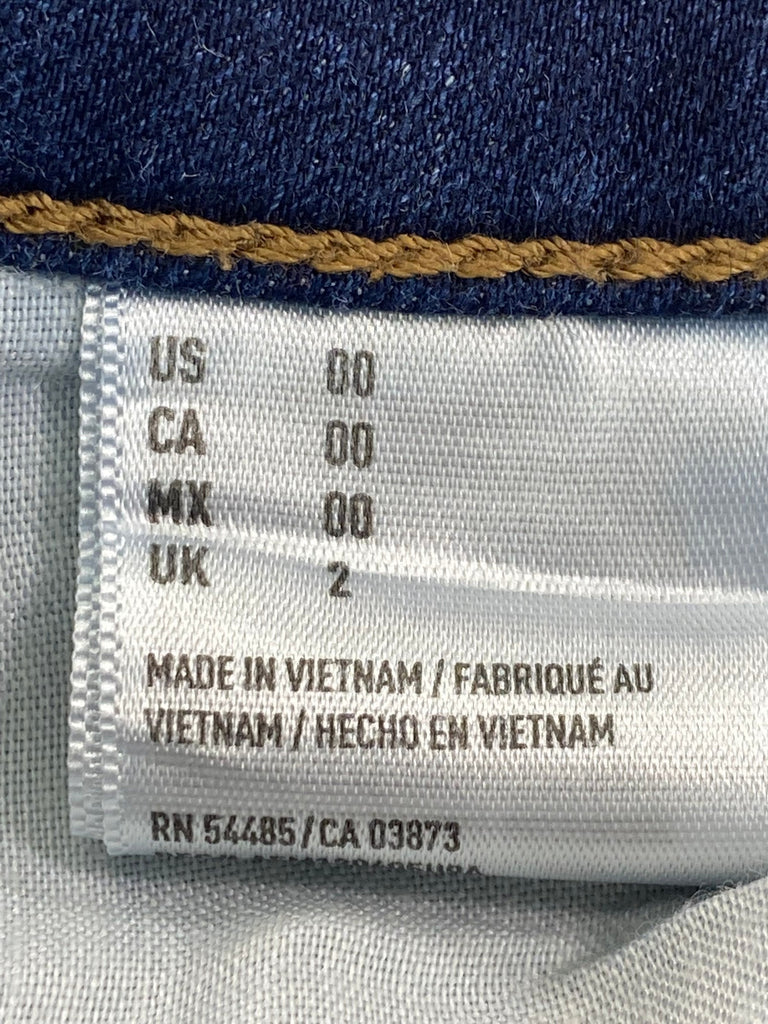 US 00
CA 00
MX 00
UK 2
MADE IN VIETNAM / FABRIQUÉ AU
VIETNAM / HECHO EN VIETNAM
RN 54485/CA 03873